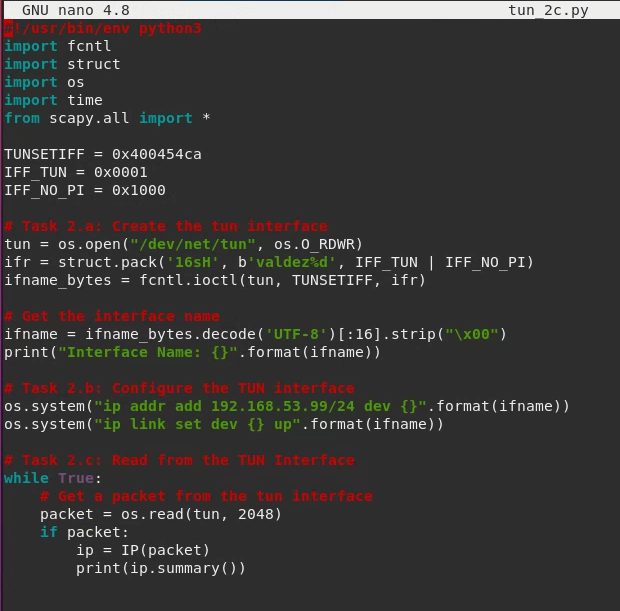 GNU nano 4.8 tun_2c.py
#!/usr/bin/env python3
import fcntl
import struct
import os
import time
from scapy.all import *
TUNSETIFF = 0x400454ca
IFF_TUN = 0x0001
IFF_NO_PI = 0x1000
# Task 2.a: Create the tun interface
tun = os.open("/dev/net/tun", os.O_RDWR)
ifr = struct.pack('16sH', b'valdez%d', IFF_TUN | IFF_NO_PI)
ifname_bytes = fcntl.ioctl(tun, TUNSETIFF, ifr)
# Get the interface name
ifname = ifname_bytes.decode('UTF-8')[:16].strip("\x00")
print("Interface Name: {}".format(ifname))
# Task 2.b: Configure the TUN interface
os.system("ip addr add 192.168.53.99/24 dev {}".format(ifname))
os.system("ip link set dev {} up".format(ifname))
# Task 2.c: Read from the TUN Interface
while True:
    # Get a packet from the tun interface
    packet = os.read(tun, 2048)
    if packet:
        ip = IP(packet)
        print(ip.summary())